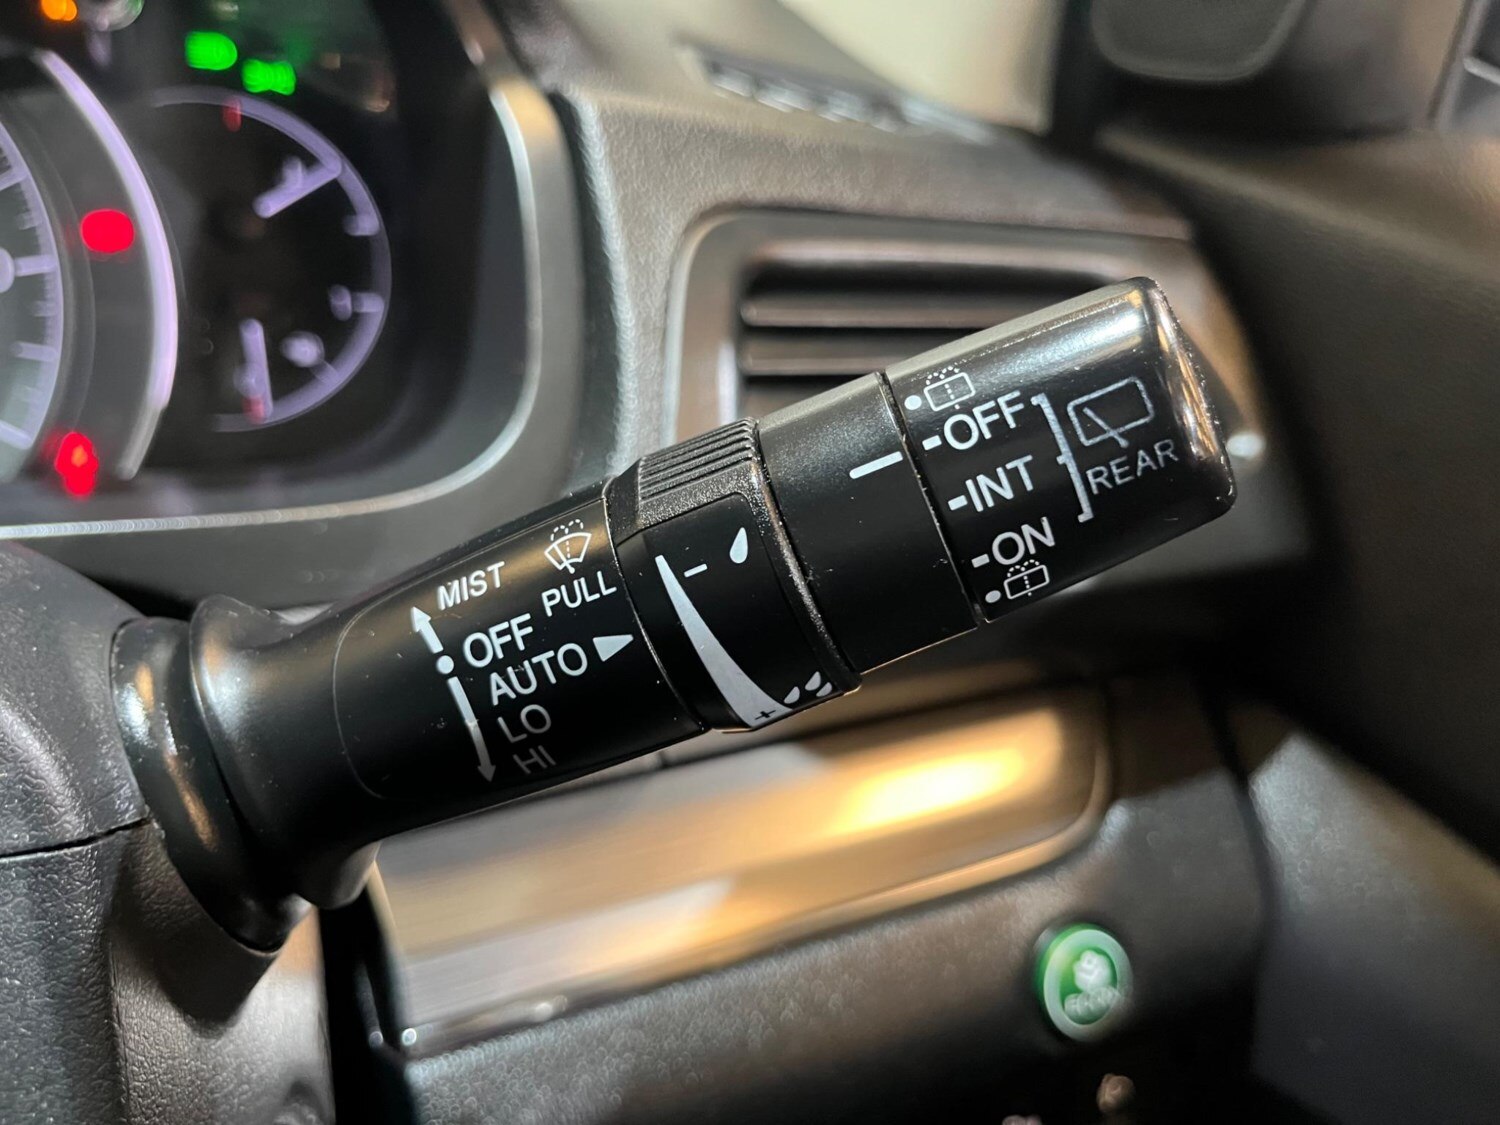 MIST
PULL
OFF
AUTO
LO
HI
-
+
OFF
INT
ON
REAR